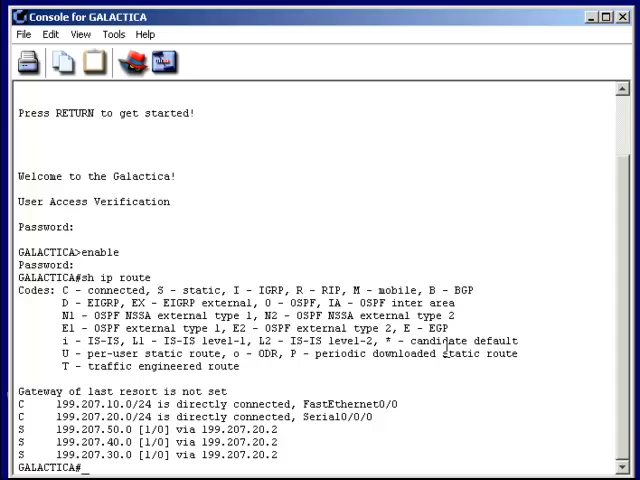 Console for GALACTICA
File Edit View Tools Help
Press RETURN to get started!
Welcome to the Galactica!
User Access Verification
Password:
GALACTICA>enable
Password:
GALACTICA#sh ip route
Codes: C - connected, S - static, I - IGRP, R - RIP, M - mobile, B - BGP
D - EIGRP, EX - EIGRP external, O - OSPF, IA - OSPF inter area
N1 - OSPF NSSA external type 1, N2 - OSPF NSSA external type 2
E1 - OSPF external type 1, E2 - OSPF external type 2, E - EGP
i - IS-IS, L1 - IS-IS level-1, L2 - IS-IS level-2, * - candidate default
U - per-user static route, o - ODR, P - periodic downloaded static route
T - traffic engineered route
Gateway of last resort is not set
C 199.207.10.0/24 is directly connected, FastEthernet0/0
C 199.207.20.0/24 is directly connected, Serial0/0/0
S 199.207.50.0 [1/0] via 199.207.20.2
S 199.207.40.0 [1/0] via 199.207.20.2
S 199.207.30.0 [1/0] via 199.207.20.2
GALACTICA#_